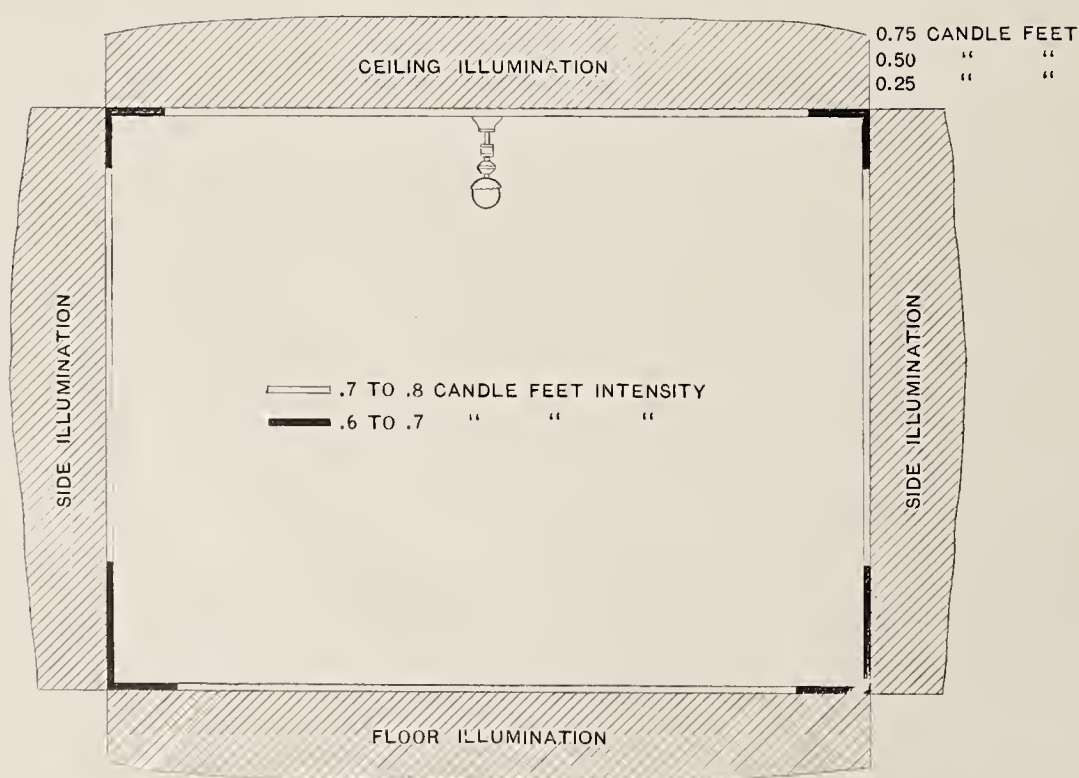 0.75 CANDLE FEET
0.50 “ “
0.25 “ “
CEILING ILLUMINATION
SIDE ILLUMINATION
SIDE ILLUMINATION
.7 TO .8 CANDLE FEET INTENSITY
.6 TO .7 “ “ “
FLOOR ILLUMINATION